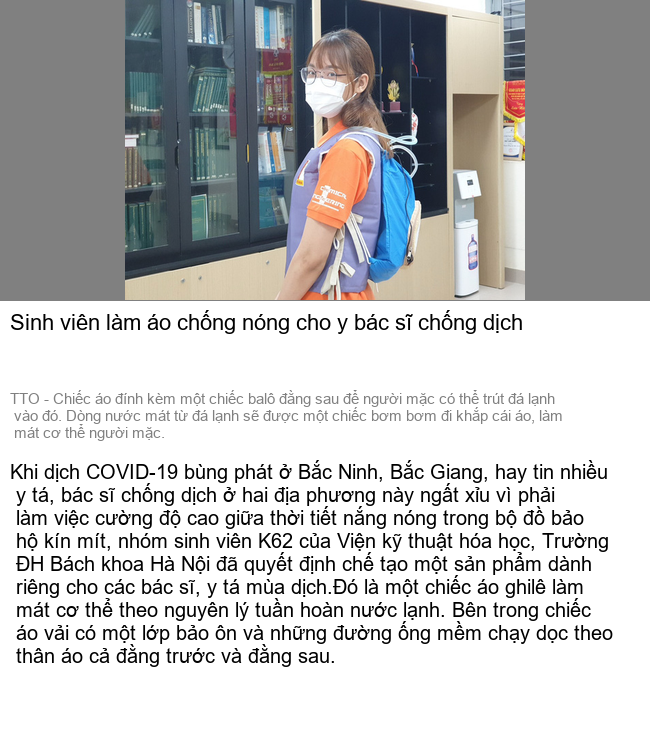 Sinh viên làm áo chống nóng cho y bác sĩ chống dịch
TTO - Chiếc áo đính kèm một chiếc balô đằng sau để người mặc có thể trút đá lạnh
vào đó. Dòng nước mát từ đá lạnh sẽ được một chiếc bơm bơm đi khắp cái áo, làm
mát cơ thể người mặc.
Khi dịch COVID-19 bùng phát ở Bắc Ninh, Bắc Giang, hay tin nhiều
y tá, bác sĩ chống dịch ở hai địa phương này ngất xỉu vì phải
làm việc cường độ cao giữa thời tiết nắng nóng trong bộ đồ bảo
hộ kín mít, nhóm sinh viên K62 của Viện kỹ thuật hóa học, Trường
ĐH Bách khoa Hà Nội đã quyết định chế tạo một sản phẩm dành
riêng cho các bác sĩ, y tá mùa dịch.Đó là một chiếc áo ghilê làm
mát cơ thể theo nguyên lý tuần hoàn nước lạnh. Bên trong chiếc
áo vải có một lớp bảo ôn và những đường ống mềm chạy dọc theo
thân áo cả đằng trước và đằng sau.